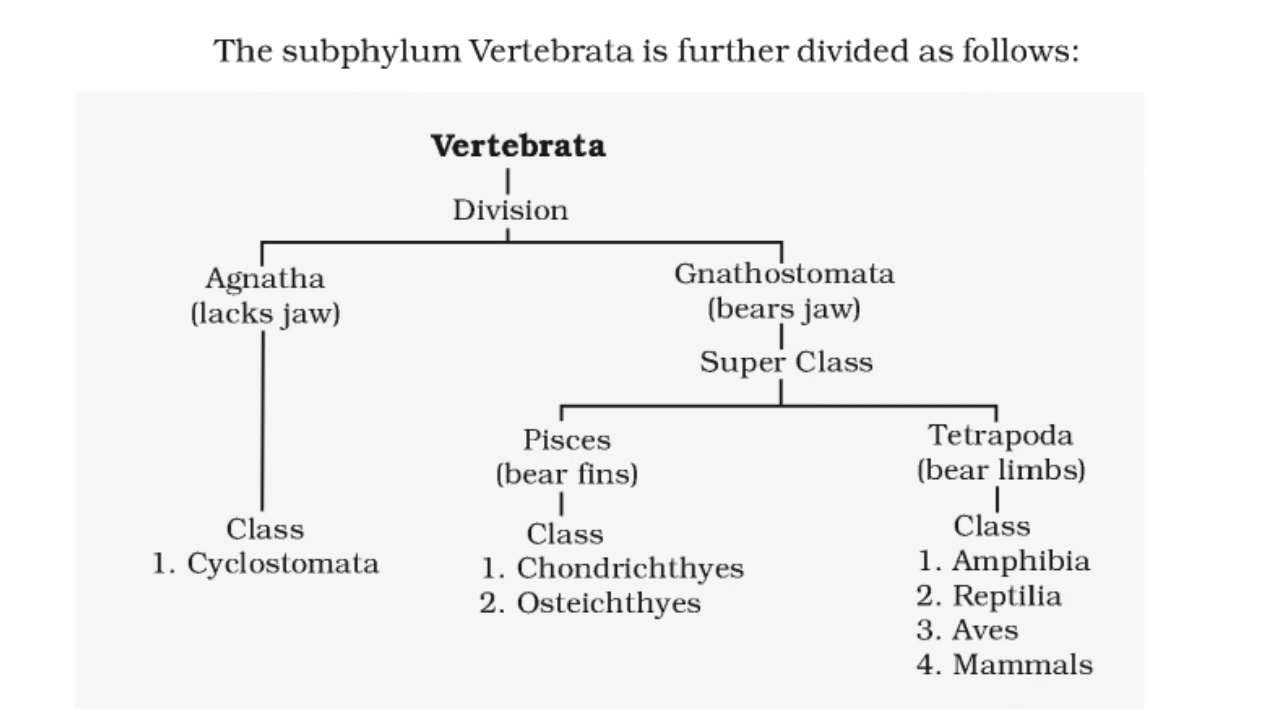 The subphylum Vertebrata is further divided as follows:
Vertebrata
Division
Agnatha
(lacks jaw)
Gnathostomata
(bears jaw)
Super Class
Pisces
(bear fins)
Tetrapoda
(bear limbs)
Class
1. Cyclostomata
Class
1. Chondrichthyes
2. Osteichthyes
Class
1. Amphibia
2. Reptilia
3. Aves
4. Mammals